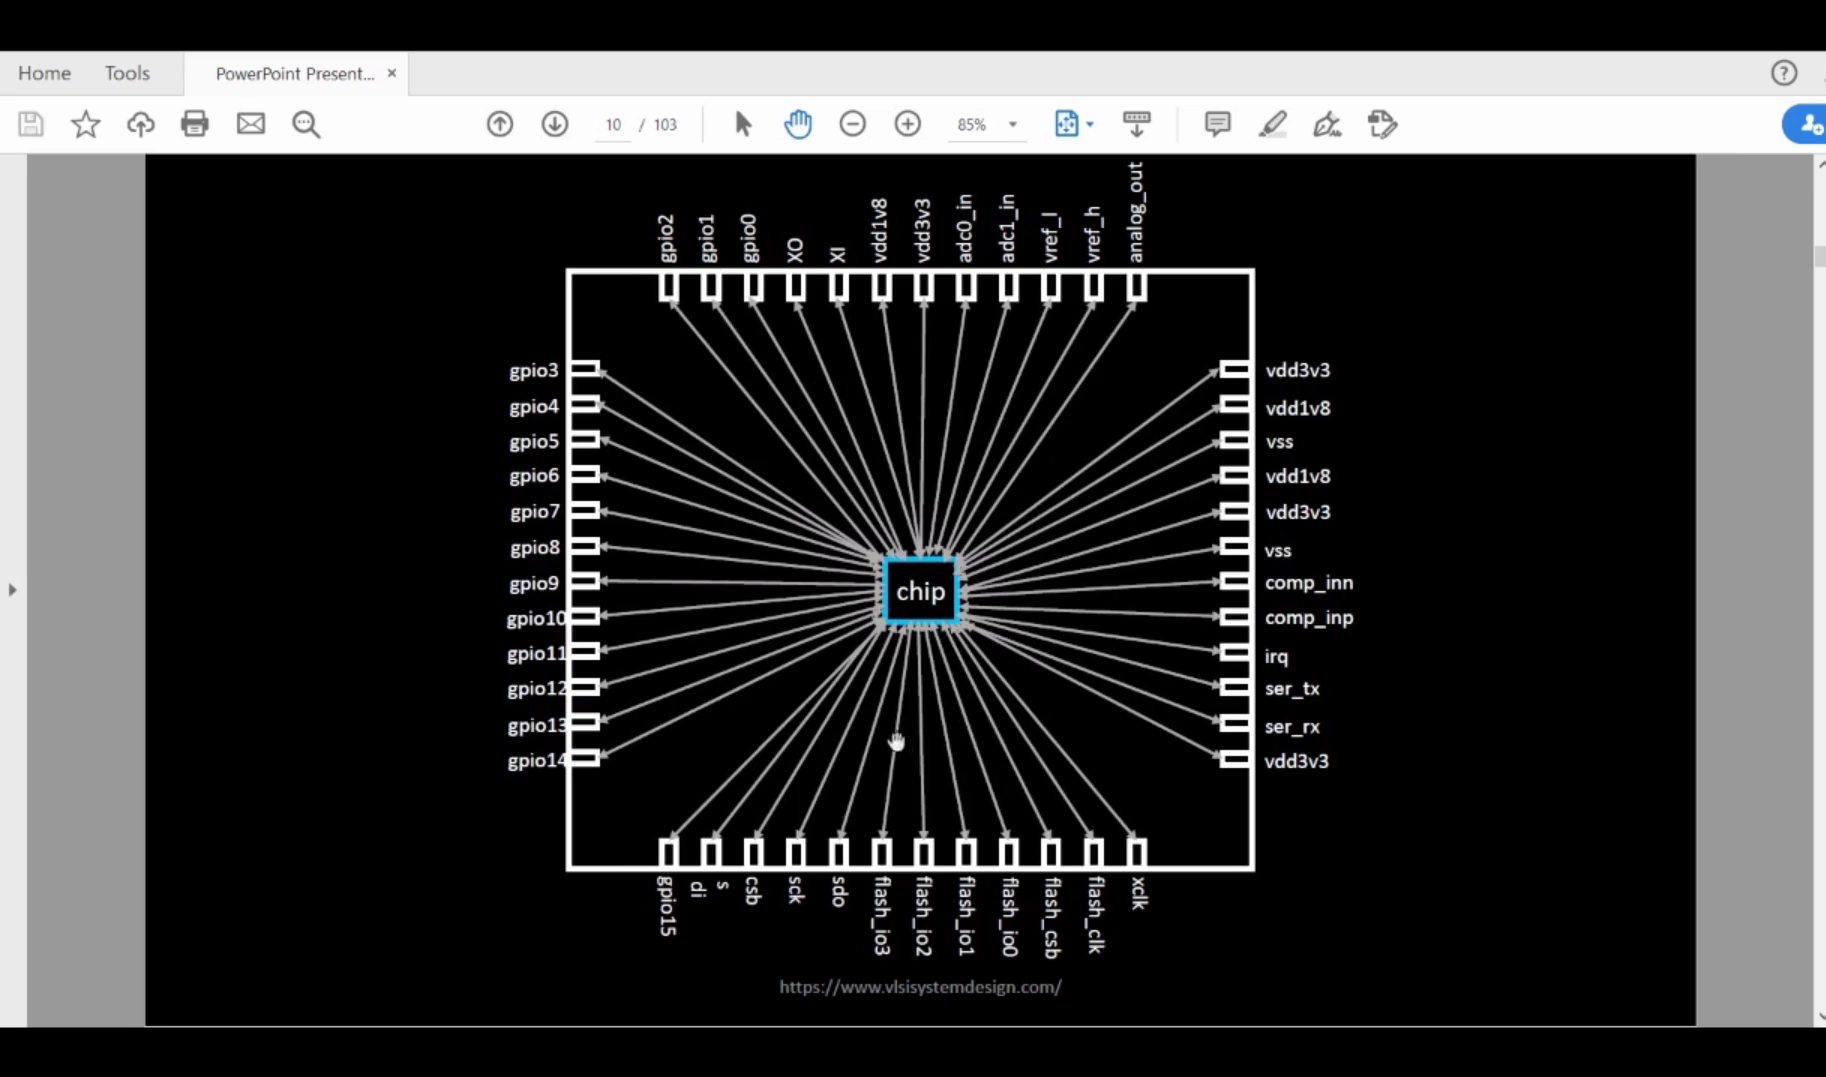 Home Tools PowerPoint Present... ×
10 / 103 85%
gpio2 gpio1 gpio0 XO XI vdd1v8 vdd3v3 adc0_in adc1_in vref_l vref_h analog_out
gpio3 vdd3v3
gpio4 vdd1v8
gpio5 vss
gpio6 vdd1v8
gpio7 vdd3v3
gpio8 vss
gpio9 chip comp_inn
gpio10 comp_inp
gpio11 irq
gpio12 ser_tx
gpio13 ser_rx
gpio14 vdd3v3
gpio15 di s csb sck sdo flash_io3 flash_io2 flash_io1 flash_io0 flash_csb flash_clk xclk
https://www.vlsisystemdesign.com/